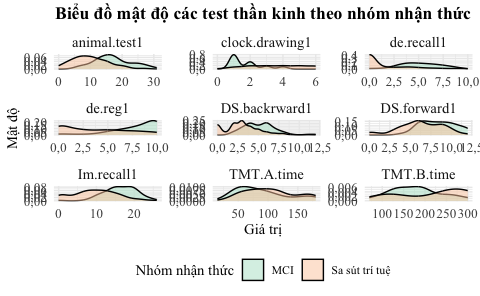 Biểu đồ mật độ các test thần kinh theo nhóm nhận thức
animal.test1 clock.drawing1 de.recall1
0 10 20 30 0 2 4 6 0,0 2,5 5,0 7,5 10,0
de.reg1 DS.backrward1 DS.forward1
0,0 2,5 5,0 7,5 10,0 0,0 2,5 5,0 7,5 10,0 12,5 0,0 2,5 5,0 7,5 10,0 12,5
Im.recall1 TMT.A.time TMT.B.time
0 10 20 50 100 150 100 150 200 250 300
Mật độ
Giá trị
Nhóm nhận thức MCI Sa sút trí tuệ